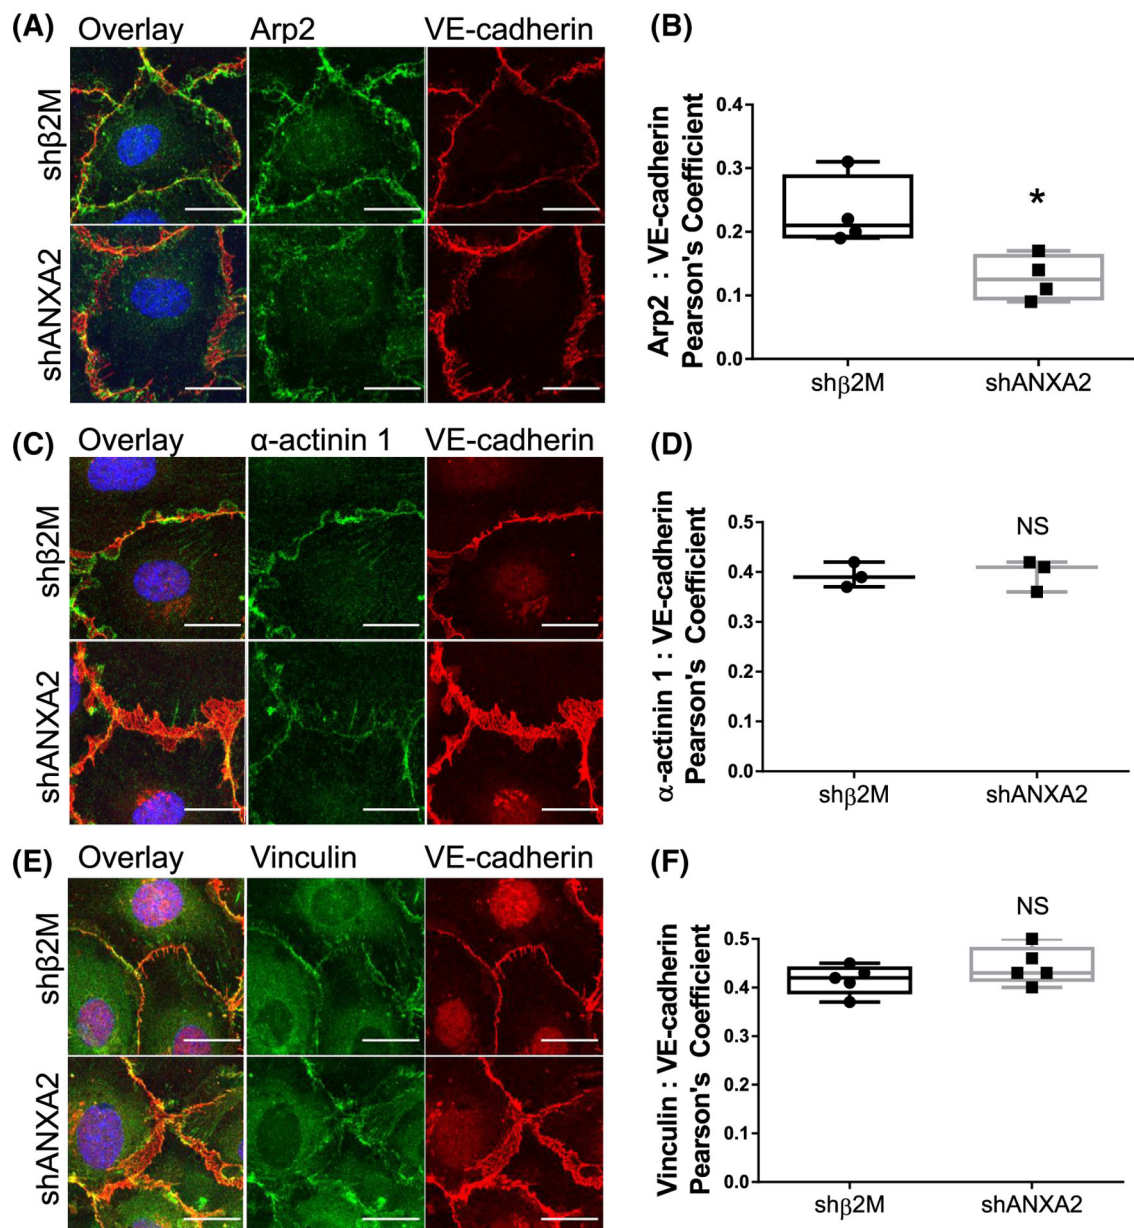 (A) Overlay Arp2 VE-cadherin
shβ2M
shANXA2
(B)
Arp2 : VE-cadherin
Pearson's Coefficient
0.4
0.3
0.2
0.1
0.0
*
shβ2M shANXA2
(C) Overlay α-actinin 1 VE-cadherin
shβ2M
shANXA2
(D)
α-actinin 1 : VE-cadherin
Pearson's Coefficient
0.5
0.4
0.3
0.2
0.1
0.0
NS
shβ2M shANXA2
(E) Overlay Vinculin VE-cadherin
shβ2M
shANXA2
(F)
Vinculin : VE-cadherin
Pearson's Coefficient
0.5
0.4
0.3
0.2
0.1
0.0
NS
shβ2M shANXA2